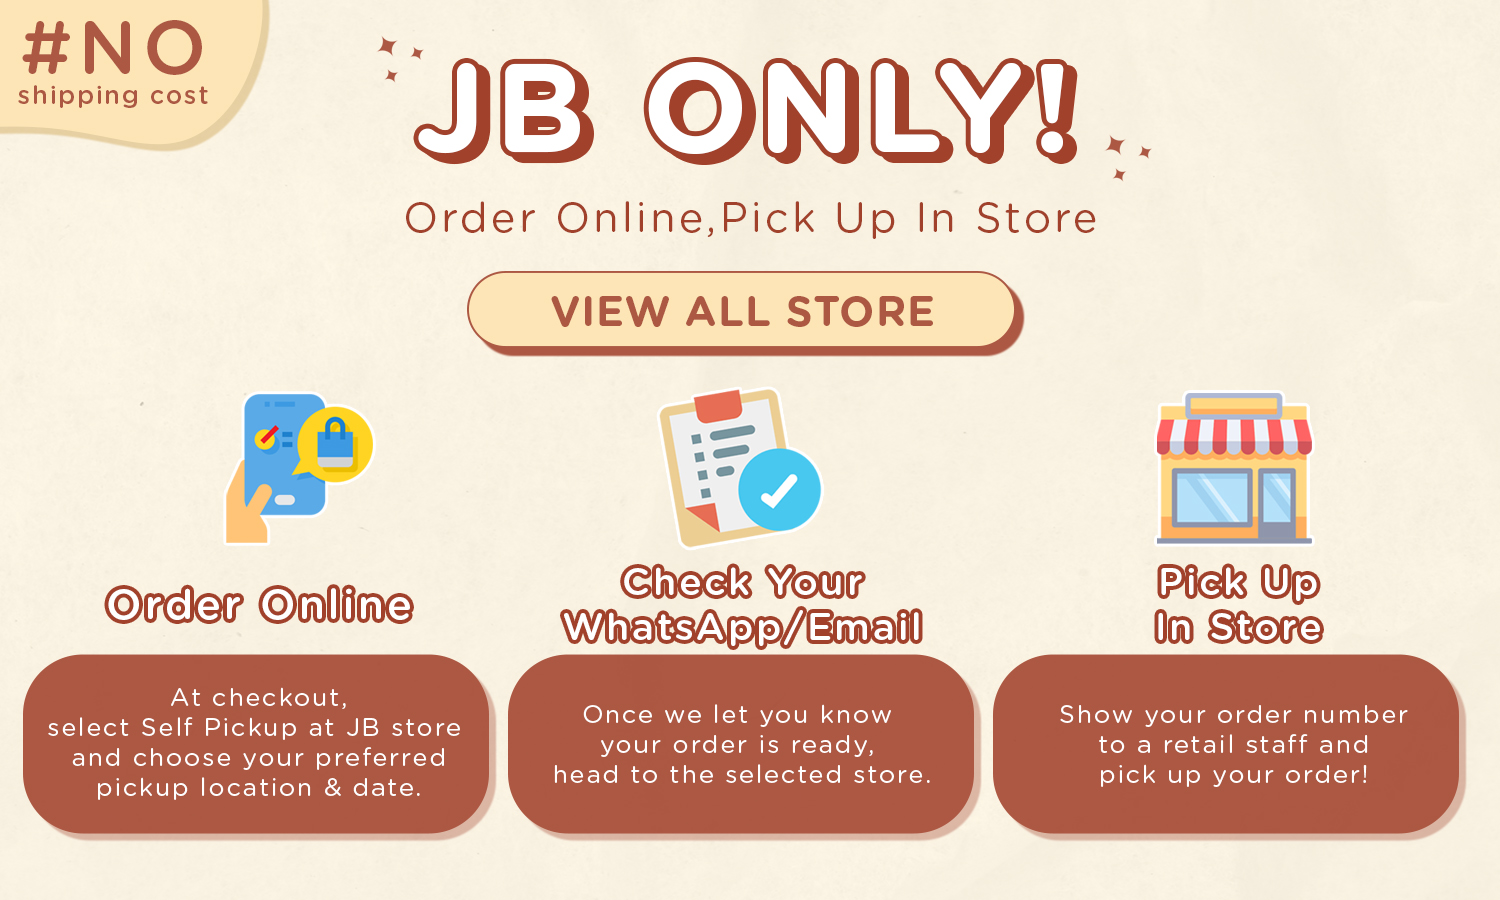 #NO
shipping cost
JB ONLY!
Order Online,Pick Up In Store
VIEW ALL STORE
Order Online
At checkout,
select Self Pickup at JB store
and choose your preferred
pickup location & date.
Check Your
WhatsApp/Email
Once we let you know
your order is ready,
head to the selected store.
Pick Up
In Store
Show your order number
to a retail staff and
pick up your order!